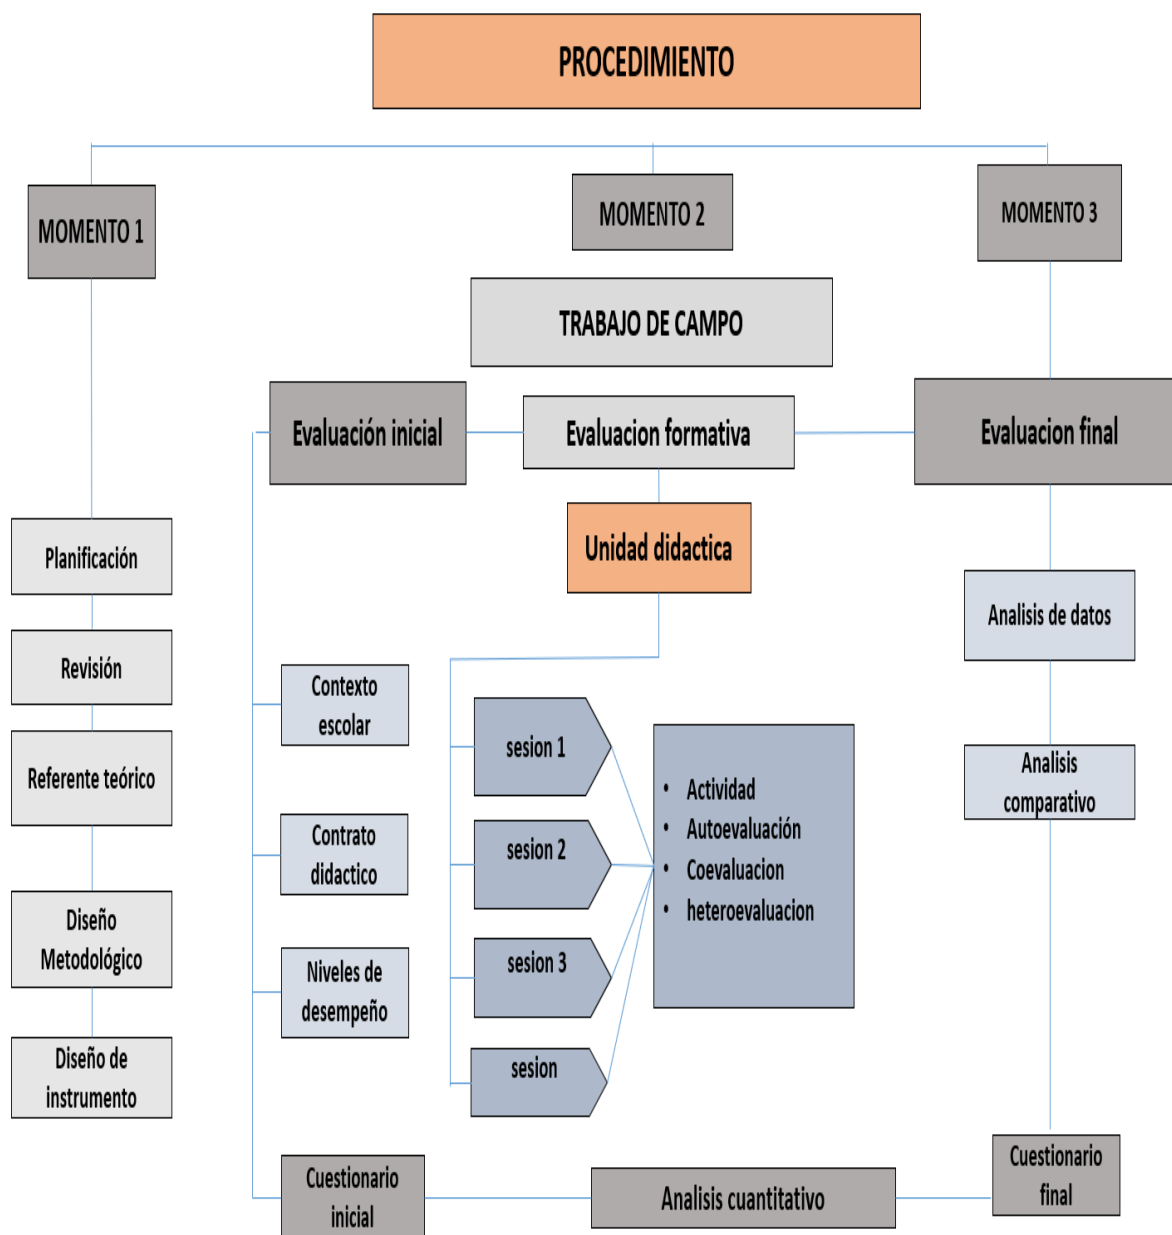 PROCEDIMIENTO
MOMENTO 1
MOMENTO 2
MOMENTO 3
TRABAJO DE CAMPO
Evaluación inicial
Evaluacion formativa
Evaluacion final
Unidad didactica
Planificación
Revisión
Referente teórico
Diseño
Metodológico
Diseño de
instrumento
Contexto
escolar
Contrato
didactico
Niveles de
desempeño
sesion 1
sesion 2
sesion 3
sesion
• Actividad
• Autoevaluación
• Coevaluacion
• heteroevaluacion
Analisis de datos
Analisis
comparativo
Cuestionario
inicial
Analisis cuantitativo
Cuestionario
final